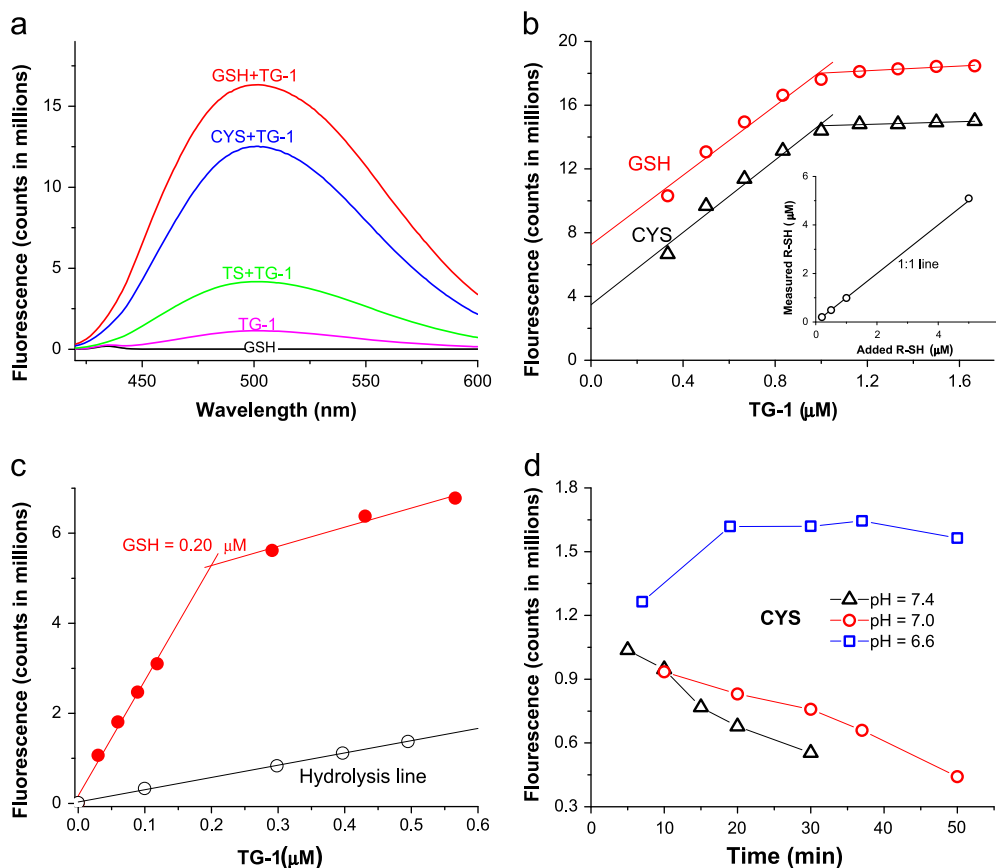 a
Fluorescence (counts in millions)
15
10
5
0
GSH+TG-1
CYS+TG-1
TS+TG-1
TG-1
GSH
450 500 550 600
Wavelength (nm)
b
Flourescence (counts in millions)
20
16
12
8
4
0
GSH
CYS
Measured R-SH (μM)
6
4
2
0
1:1 line
0 2 4
Added R-SH (μM)
0.0 0.4 0.8 1.2 1.6
TG-1 (μM)
c
Fluorescence (counts in millions)
6
4
2
0
GSH = 0.20 μM
Hydrolysis line
0.0 0.1 0.2 0.3 0.4 0.5 0.6
TG-1(μM)
d
Flourescence (counts in millions)
1.8
1.5
1.2
0.9
0.6
0.3
CYS
pH = 7.4
pH = 7.0
pH = 6.6
0 10 20 30 40 50
Time (min)